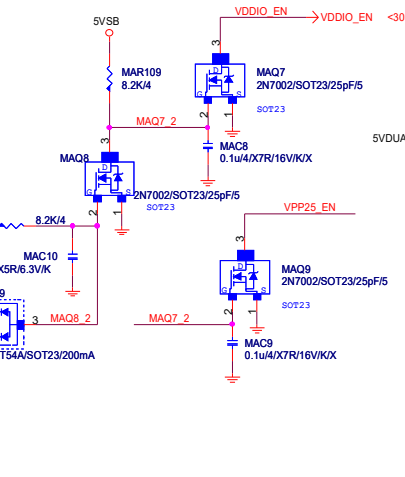 VDDIO_EN
VDDIO_EN <30
5VSB
3
MAR109
8.2K/4
MAQ7
2N7002/SOT23/25pF/5
D
G
S
SOT23
2
1
MAQ7_2
MAC8
0.1u/4/X7R/16V/K/X
5VDUA
3
MAQ8
D
G
S
2N7002/SOT23/25pF/5
SOT23
2
1
8.2K/4
VPP25_EN
3
MAC10
X5R/6.3V/K
MAQ9
2N7002/SOT23/25pF/5
D
G
S
SOT23
2
1
9
3
MAQ8_2
MAQ7_2
MAC9
0.1u/4/X7R/16V/K/X
T54A/SOT23/200mA